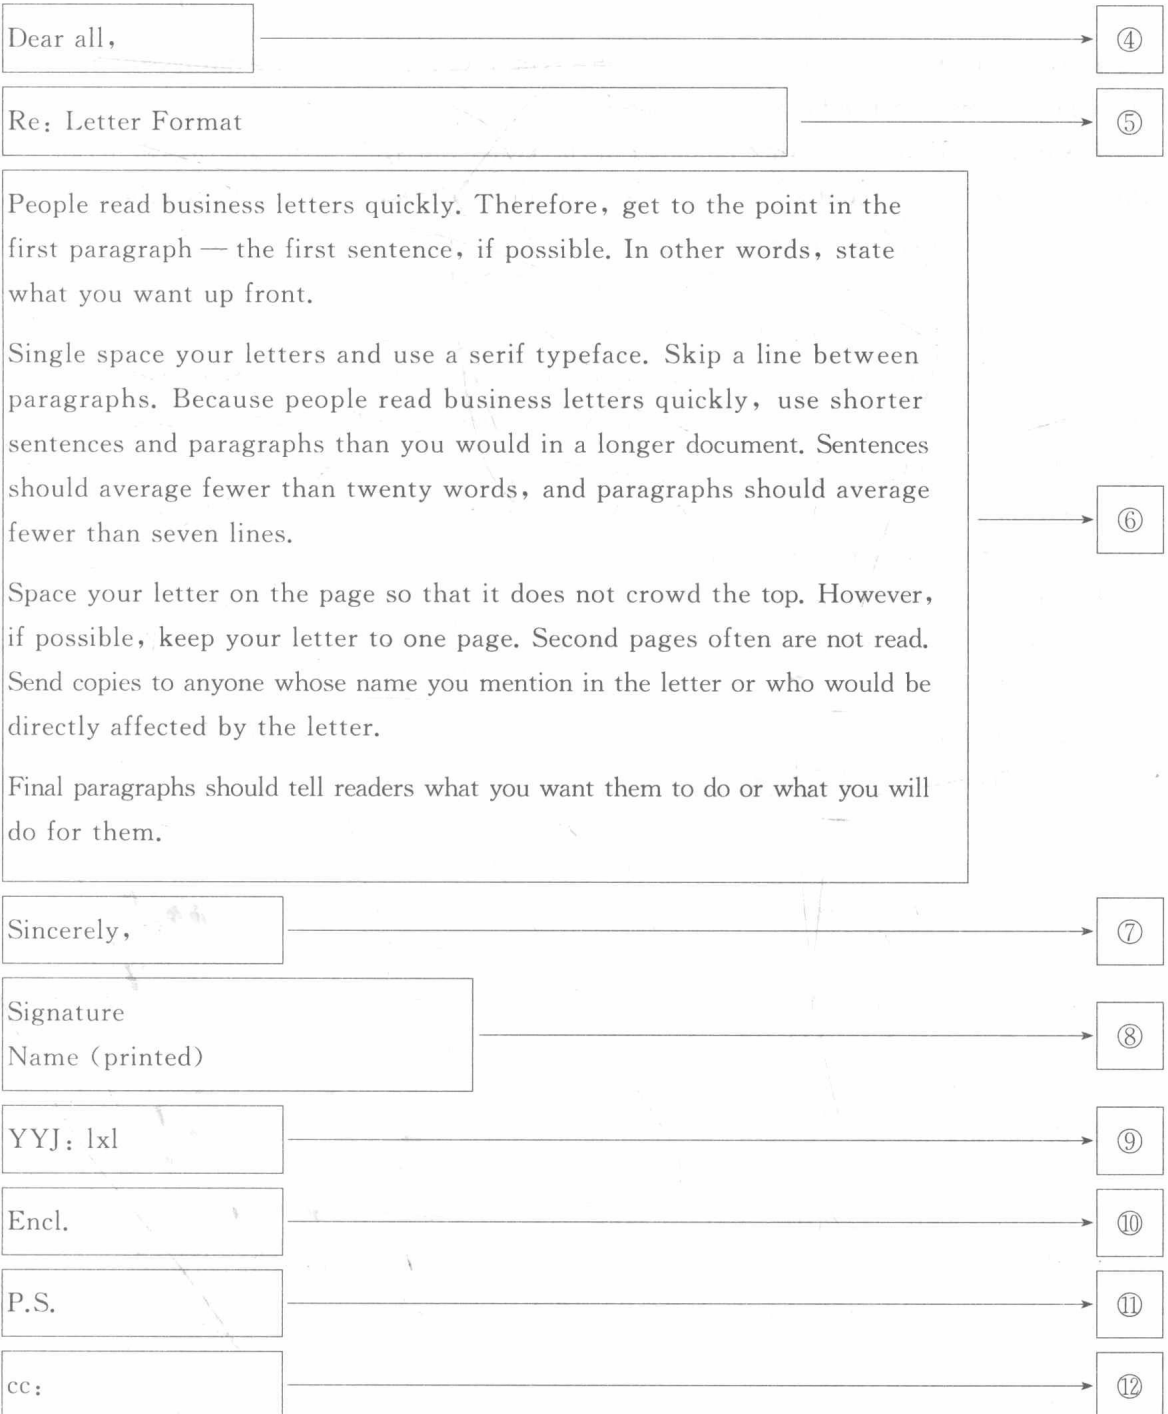 Dear all,
④
Re: Letter Format
⑤
People read business letters quickly. Therefore, get to the point in the
first paragraph — the first sentence, if possible. In other words, state
what you want up front.
Single space your letters and use a serif typeface. Skip a line between
paragraphs. Because people read business letters quickly, use shorter
sentences and paragraphs than you would in a longer document. Sentences
should average fewer than twenty words, and paragraphs should average
fewer than seven lines.
⑥
Space your letter on the page so that it does not crowd the top. However,
if possible, keep your letter to one page. Second pages often are not read.
Send copies to anyone whose name you mention in the letter or who would be
directly affected by the letter.
Final paragraphs should tell readers what you want them to do or what you will
do for them.
Sincerely,
⑦
Signature
Name (printed)
⑧
YYJ: lxl
⑨
Encl.
⑩
P.S.
⑪
cc:
⑫